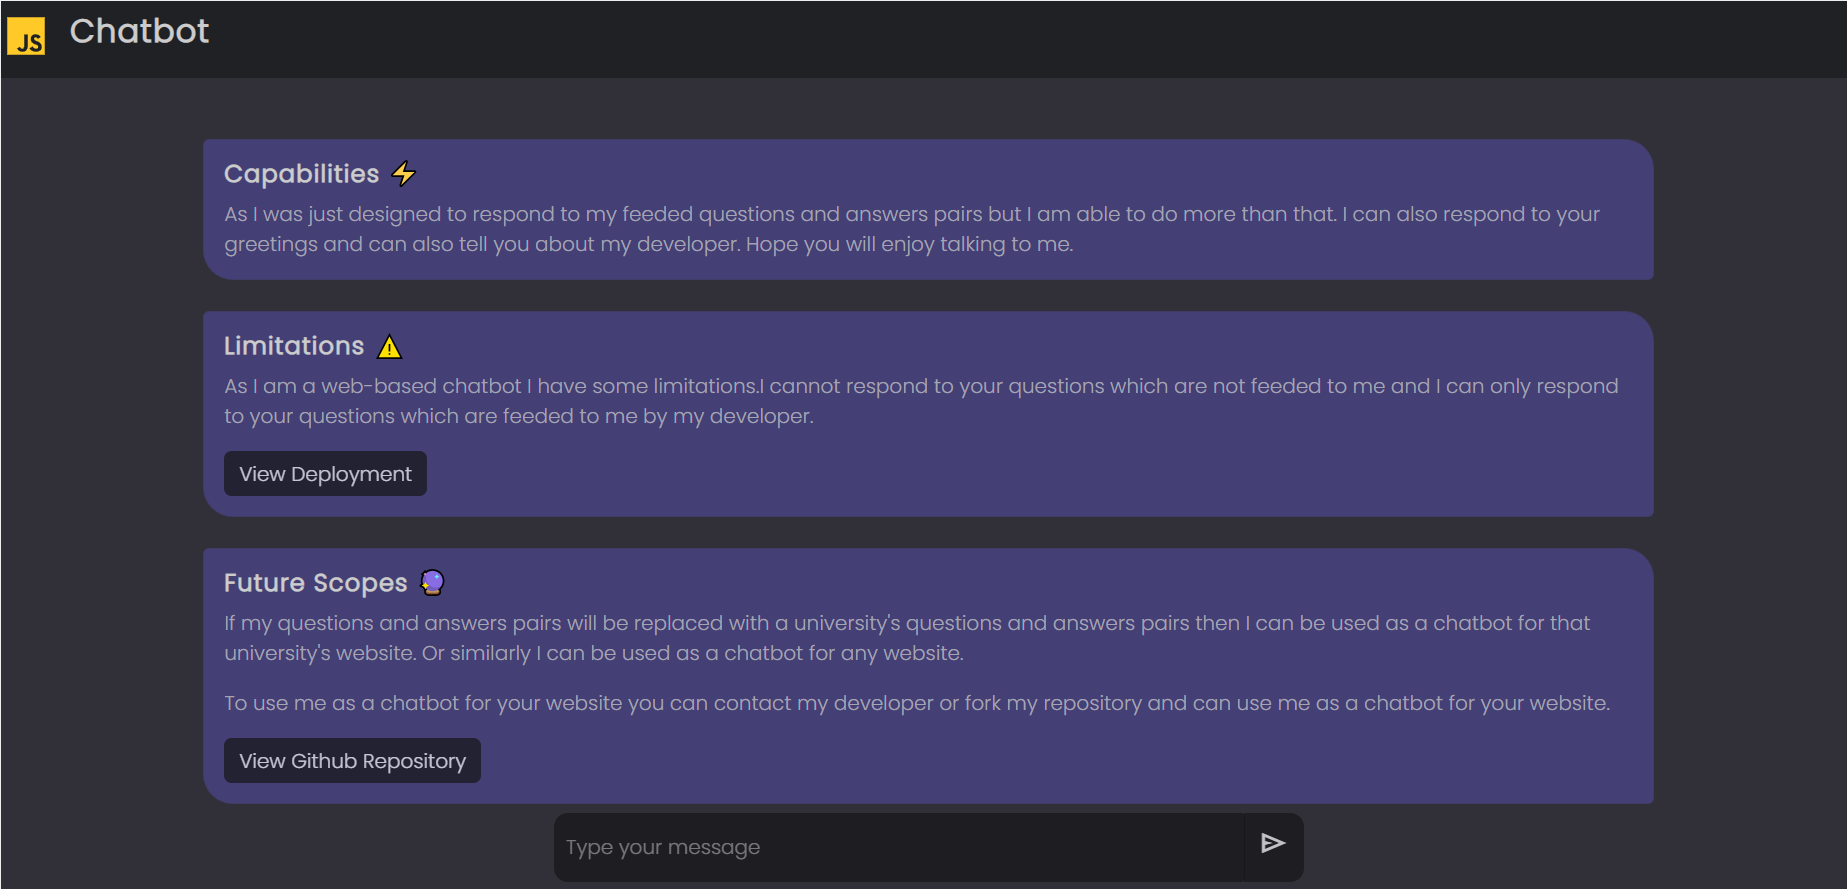 JS
Chatbot
Capabilities ⚡
As I was just designed to respond to my feeded questions and answers pairs but I am able to do more than that. I can also respond to your
greetings and can also tell you about my developer. Hope you will enjoy talking to me.
Limitations ⚠️
As I am a web-based chatbot I have some limitations.I cannot respond to your questions which are not feeded to me and I can only respond
to your questions which are feeded to me by my developer.
View Deployment
Future Scopes 🔮
If my questions and answers pairs will be replaced with a university's questions and answers pairs then I can be used as a chatbot for that
university's website. Or similarly I can be used as a chatbot for any website.
To use me as a chatbot for your website you can contact my developer or fork my repository and can use me as a chatbot for your website.
View Github Repository
Type your message